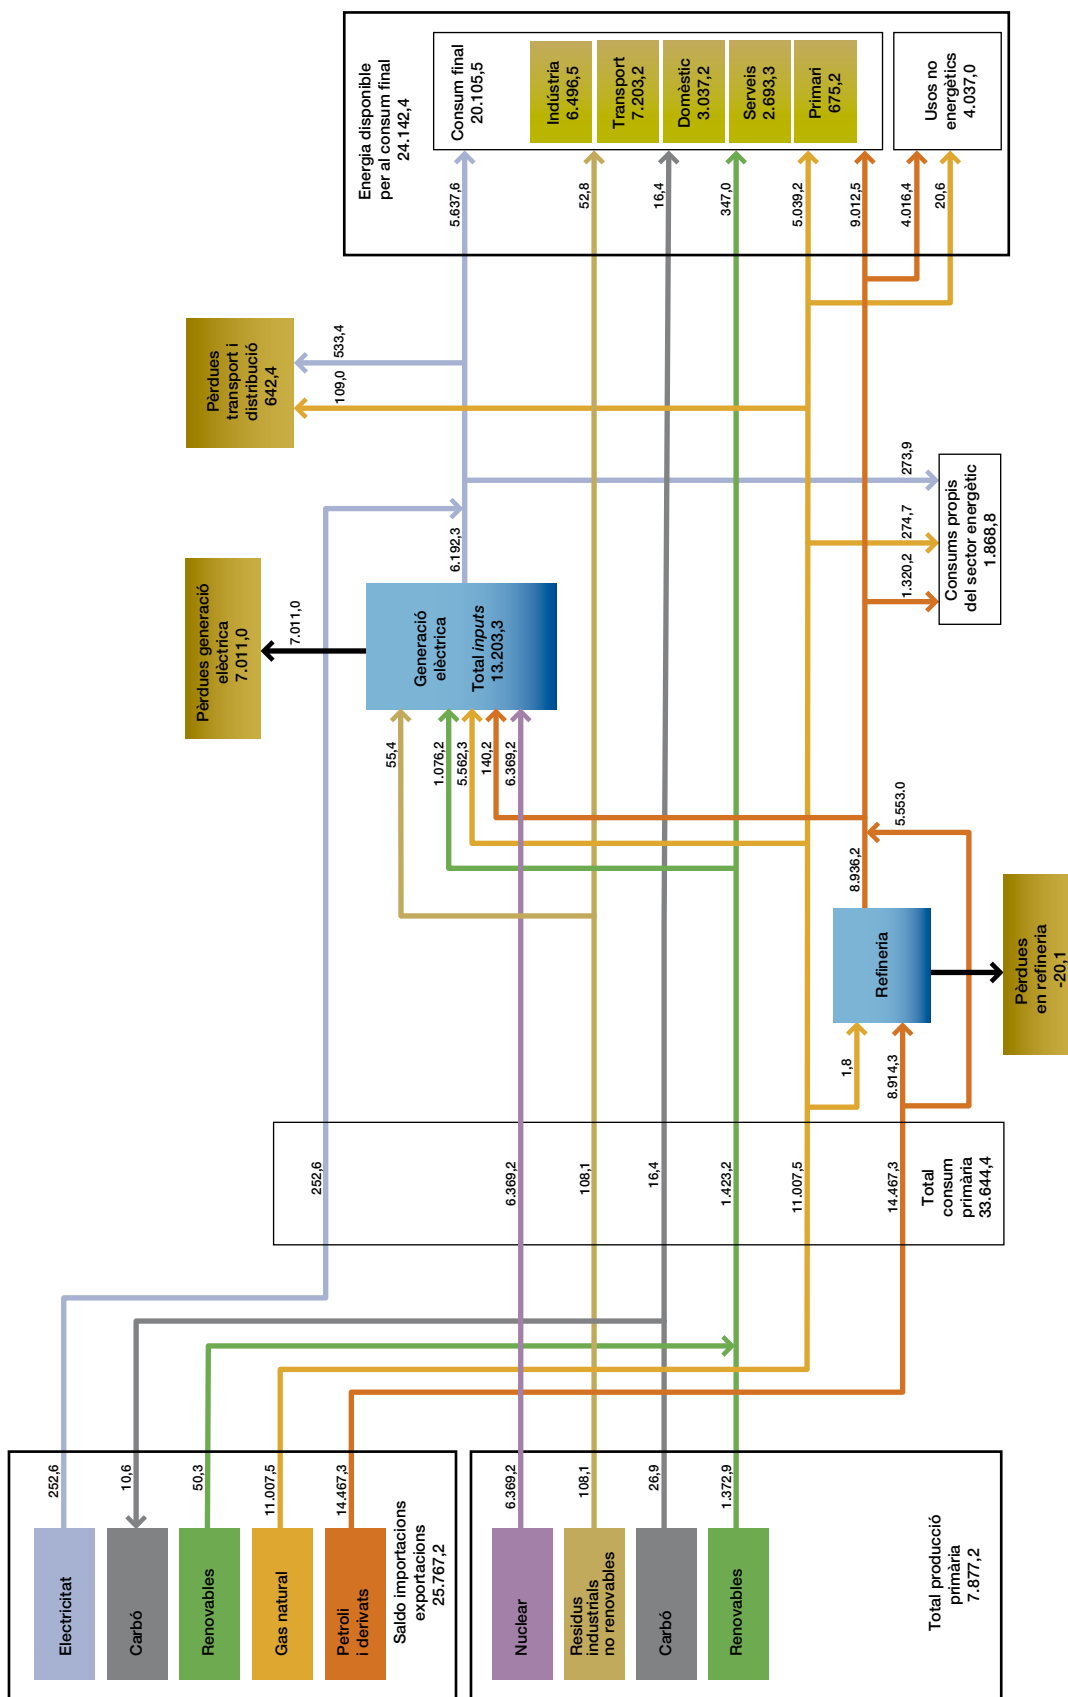 Electricitat
252,6
Carbó
10,6
Renovables
50,3
Gas natural
11.007,5
Petroli
i derivats
14.467,3
Saldo importacions
exportacions
25.767,2
Nuclear
6.369,2
Residus
industrials
no renovables
108,1
Carbó
26,9
Renovables
1.372,9
Total producció
primària
7.877,2
252,6
6.369,2
108,1
16,4
1.423,2
11.007,5
14.467,3
Total
consum
primària
33.644,4
1,8
8.914,3
Refineria
Pèrdues
en refineria
-20,1
8.936,2
5.553.0
55,4
1.076,2
5.562,3
140,2
6.369,2
Pèrdues generació
elèctrica
7.011,0
7.011,0
Generació
elèctrica
Total inputs
13.203,3
6.192,3
1.320,2
274,7
273,9
Consums propis
del sector energètic
1.868,8
Pèrdues
transport i
distribució
642,4
109,0
533,4
5.637,6
52,8
16,4
347,0
5.039,2
9.012,5
4.016,4
20,6
Energia disponible
per al consum final
24.142,4
Consum final
20.105,5
Indústria
6.496,5
Transport
7.203,2
Domèstic
3.037,2
Serveis
2.693,3
Primari
675,2
Usos no
energètics
4.037,0